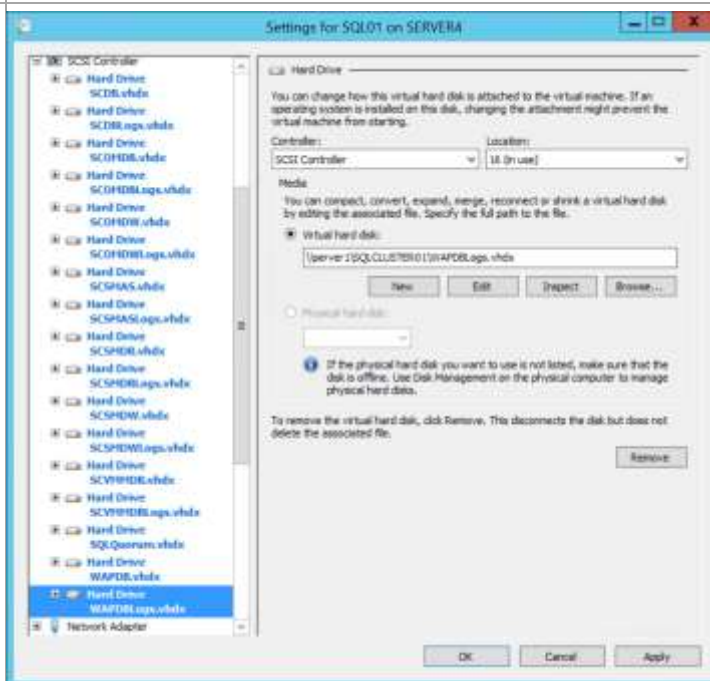 Settings for SQL01 on SERVER4
SCSI Controller
Hard Drive
SCDB.vhdx
Hard Drive
SCDBLogs.vhdx
Hard Drive
SCOMDB.vhdx
Hard Drive
SCOMDBLogs.vhdx
Hard Drive
SCOMDW.vhdx
Hard Drive
SCOMDWLogs.vhdx
Hard Drive
SCSMAS.vhdx
Hard Drive
SCSMASLogs.vhdx
Hard Drive
SCSMDB.vhdx
Hard Drive
SCSMDBLogs.vhdx
Hard Drive
SCSMDW.vhdx
Hard Drive
SCSMDWLogs.vhdx
Hard Drive
SCVMMDB.vhdx
Hard Drive
SCVMMDBLogs.vhdx
Hard Drive
SQLQuorum.vhdx
Hard Drive
WAPDB.vhdx
Hard Drive
WAPDBLogs.vhdx
Network Adapter
Hard Drive
You can change how this virtual hard disk is attached to the virtual machine. If an
operating system is installed on this disk, changing the attachment might prevent the
virtual machine from starting.
Controller:
Location:
SCSI Controller
(in use)
Media
You can compact, convert, expand, merge, reconnect or shrink a virtual hard disk
by editing the associated file. Specify the full path to the file.
Virtual hard disk:
\SQLCLUSTER01\WAPDBLogs.vhdx
New
Edit
Inspect
Browse...
Physical hard disk:
If the physical hard disk you want to use is not listed, make sure that the
disk is offline. Use Disk Management on the physical computer to manage
physical hard disks.
To remove the virtual hard disk, click Remove. This disconnects the disk but does not
delete the associated file.
Remove
OK
Cancel
Apply